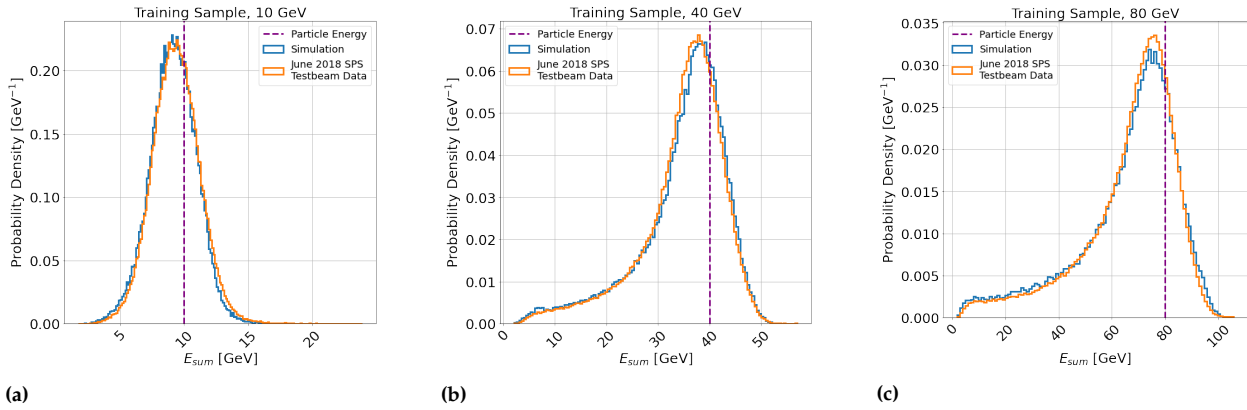 Training Sample, 10 GeV
Probability Density [GeV⁻¹]
0.20
0.15
0.10
0.05
0.00
Particle Energy
Simulation
June 2018 SPS
Testbeam Data
5
10
15
20
E_sum [GeV]
(a)
Training Sample, 40 GeV
Probability Density [GeV⁻¹]
0.07
0.06
0.05
0.04
0.03
0.02
0.01
0.00
Particle Energy
Simulation
June 2018 SPS
Testbeam Data
0
10
20
30
40
50
E_sum [GeV]
(b)
Training Sample, 80 GeV
Probability Density [GeV⁻¹]
0.035
0.030
0.025
0.020
0.015
0.010
0.005
0.000
Particle Energy
Simulation
June 2018 SPS
Testbeam Data
0
20
40
60
80
100
E_sum [GeV]
(c)